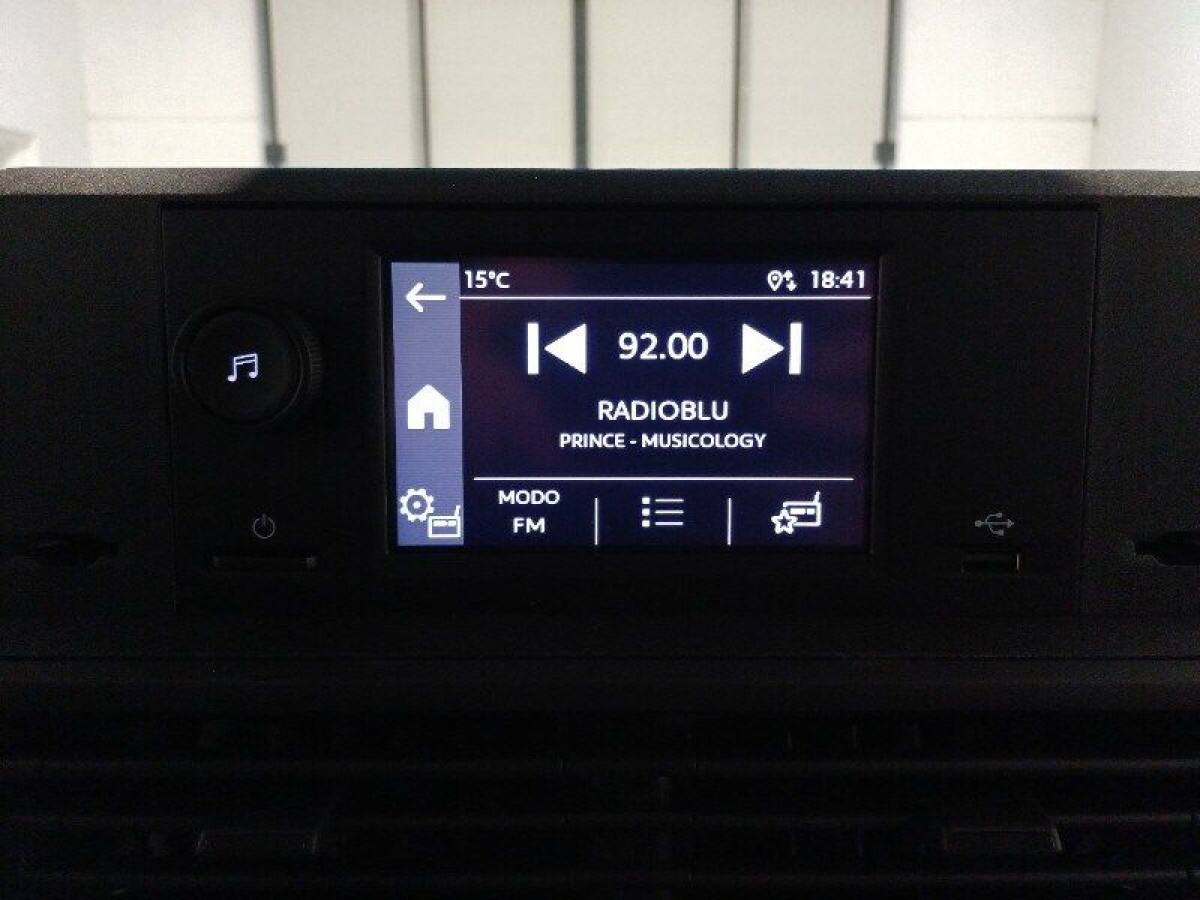 15°C
18:41
92.00
RADIOBLU
PRINCE - MUSICOLOGY
MODO
FM